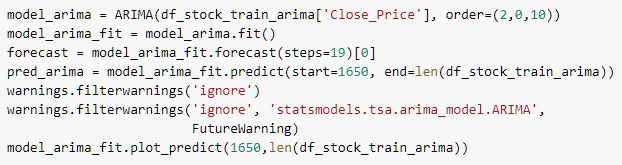 model_arima = ARIMA(df_stock_train_arima['Close_Price'], order=(2,0,10))
model_arima_fit = model_arima.fit()
forecast = model_arima_fit.forecast(steps=19)[0]
pred_arima = model_arima_fit.predict(start=1650, end=len(df_stock_train_arima))
warnings.filterwarnings('ignore')
warnings.filterwarnings('ignore', 'statsmodels.tsa.arima_model.ARIMA',
                        FutureWarning)
model_arima_fit.plot_predict(1650,len(df_stock_train_arima))